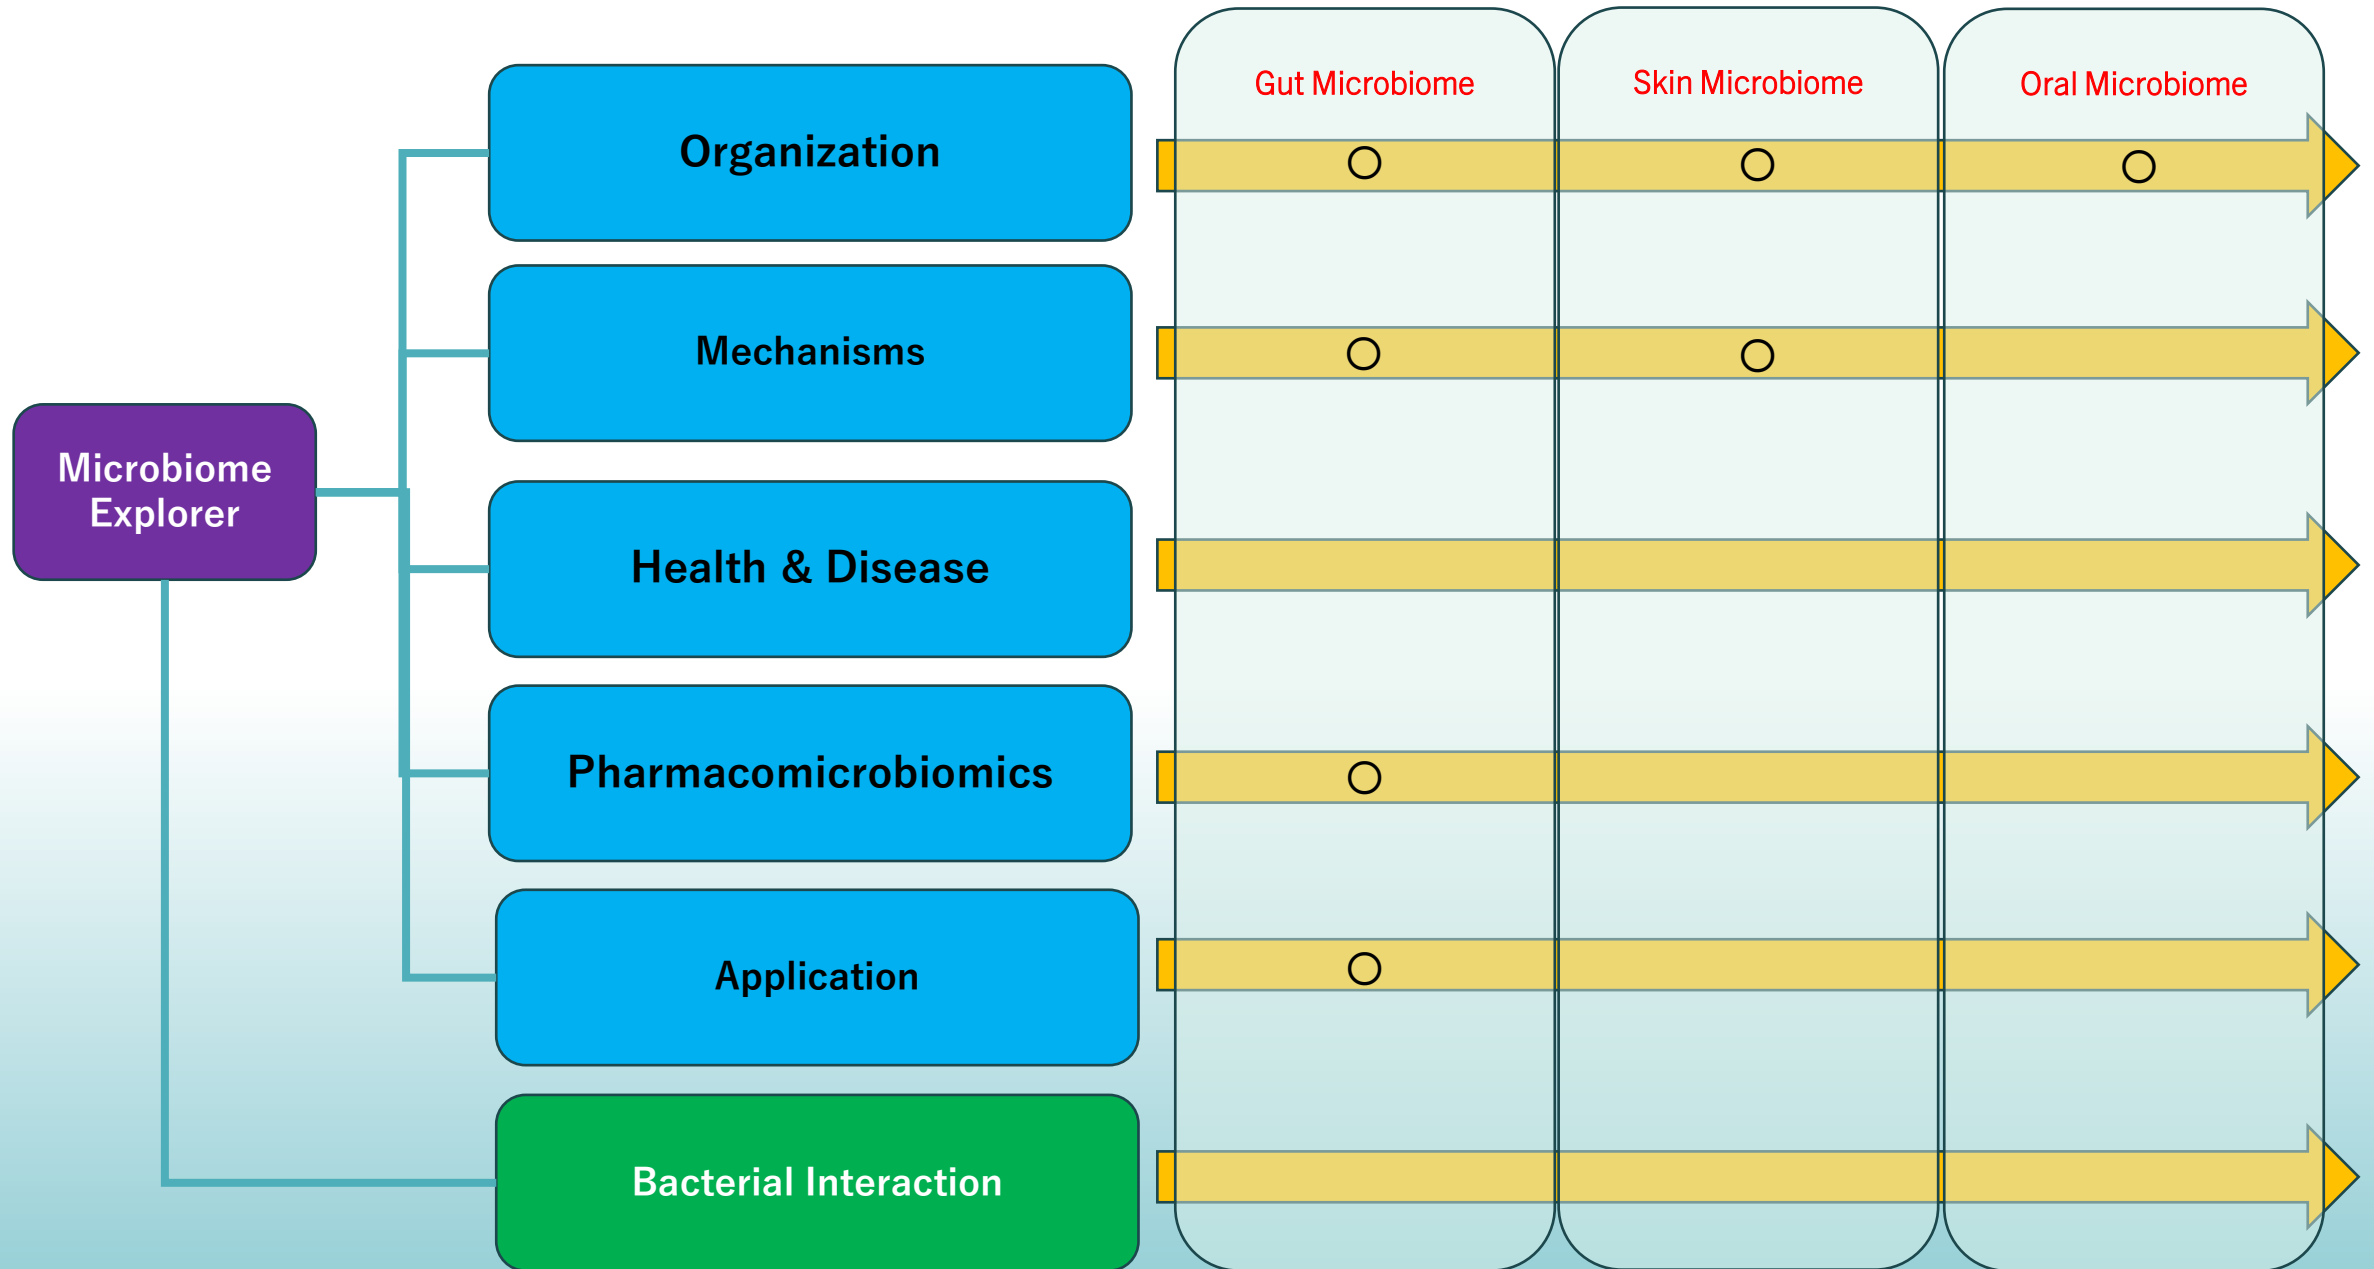 Gut Microbiome
Skin Microbiome
Oral Microbiome
Organization
Mechanisms
Microbiome
Explorer
Health & Disease
Pharmacomicrobiomics
Application
Bacterial Interaction